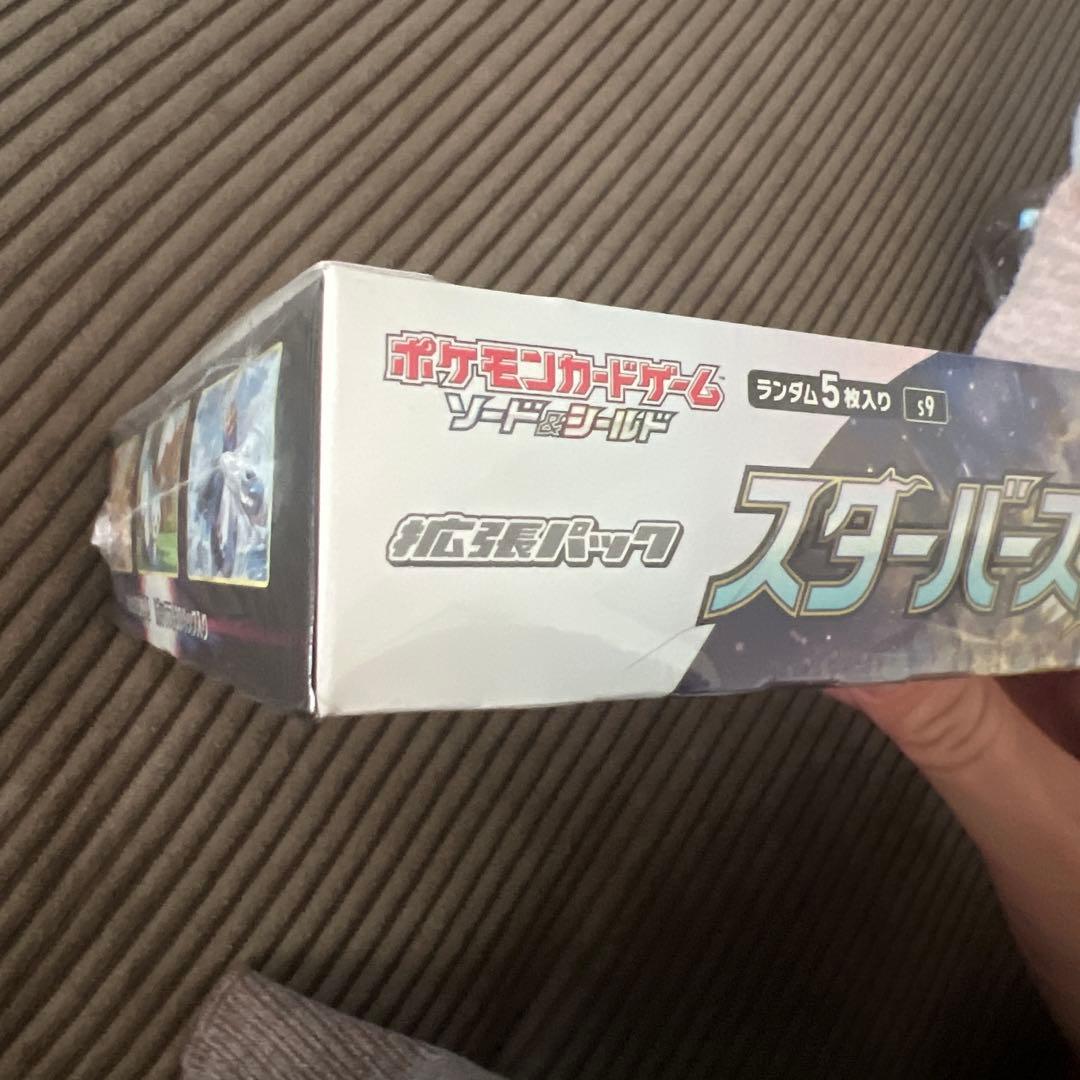 ポケモンカードゲーム
ソード&シールド
ランダム5枚入り s9
拡張パック
スターバース